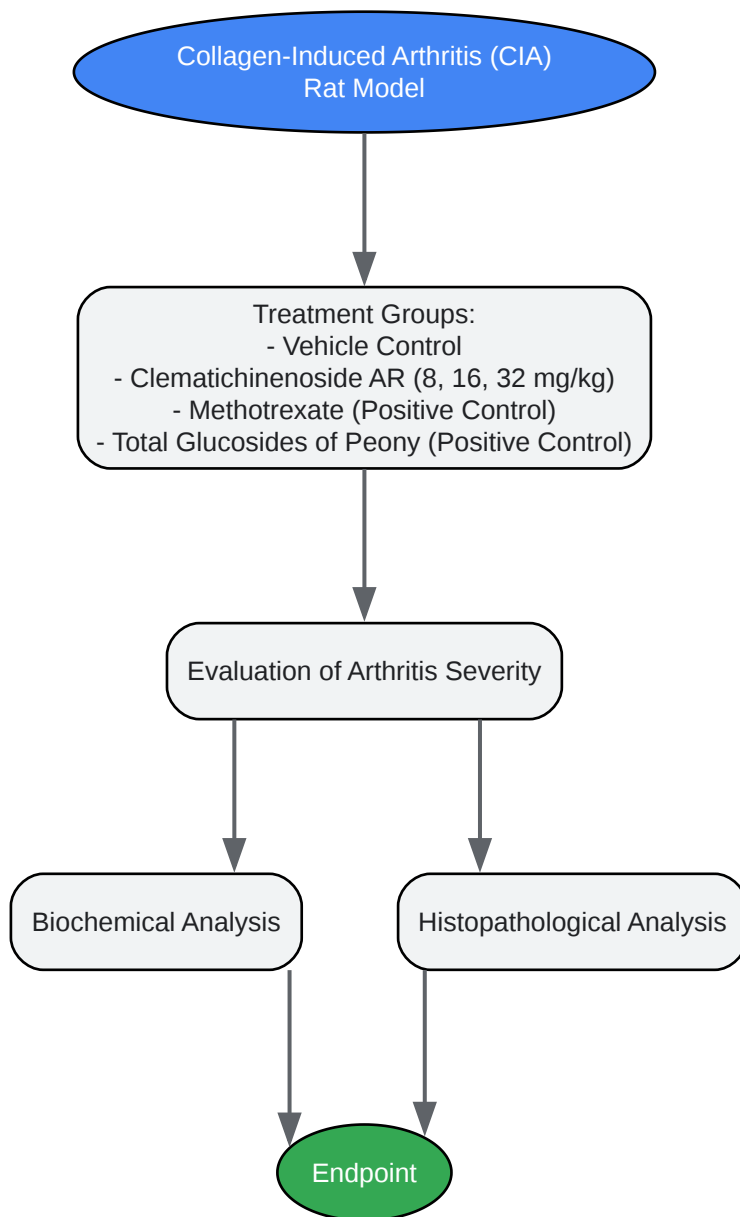 Collagen-Induced Arthritis (CIA)
Rat Model
Treatment Groups:
- Vehicle Control
- Clematichinenoside AR (8, 16, 32 mg/kg)
- Methotrexate (Positive Control)
- Total Glucosides of Peony (Positive Control)
Evaluation of Arthritis Severity
Biochemical Analysis
Histopathological Analysis
Endpoint